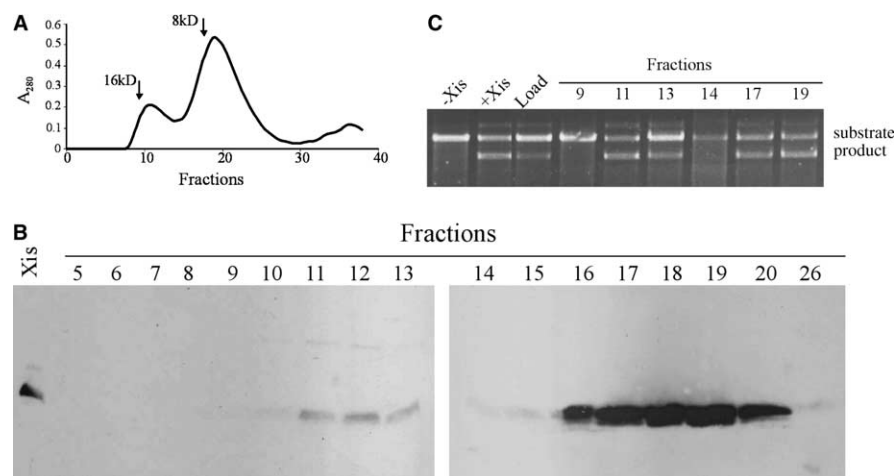 A
A280
0.6
0.5
0.4
0.3
0.2
0.1
0
16kD
8kD
0 10 20 30 40
Fractions
C
-Xis +Xis Load
Fractions
9 11 13 14 17 19
substrate
product
B
Fractions
Xis 5 6 7 8 9 10 11 12 13 14 15 16 17 18 19 20 26